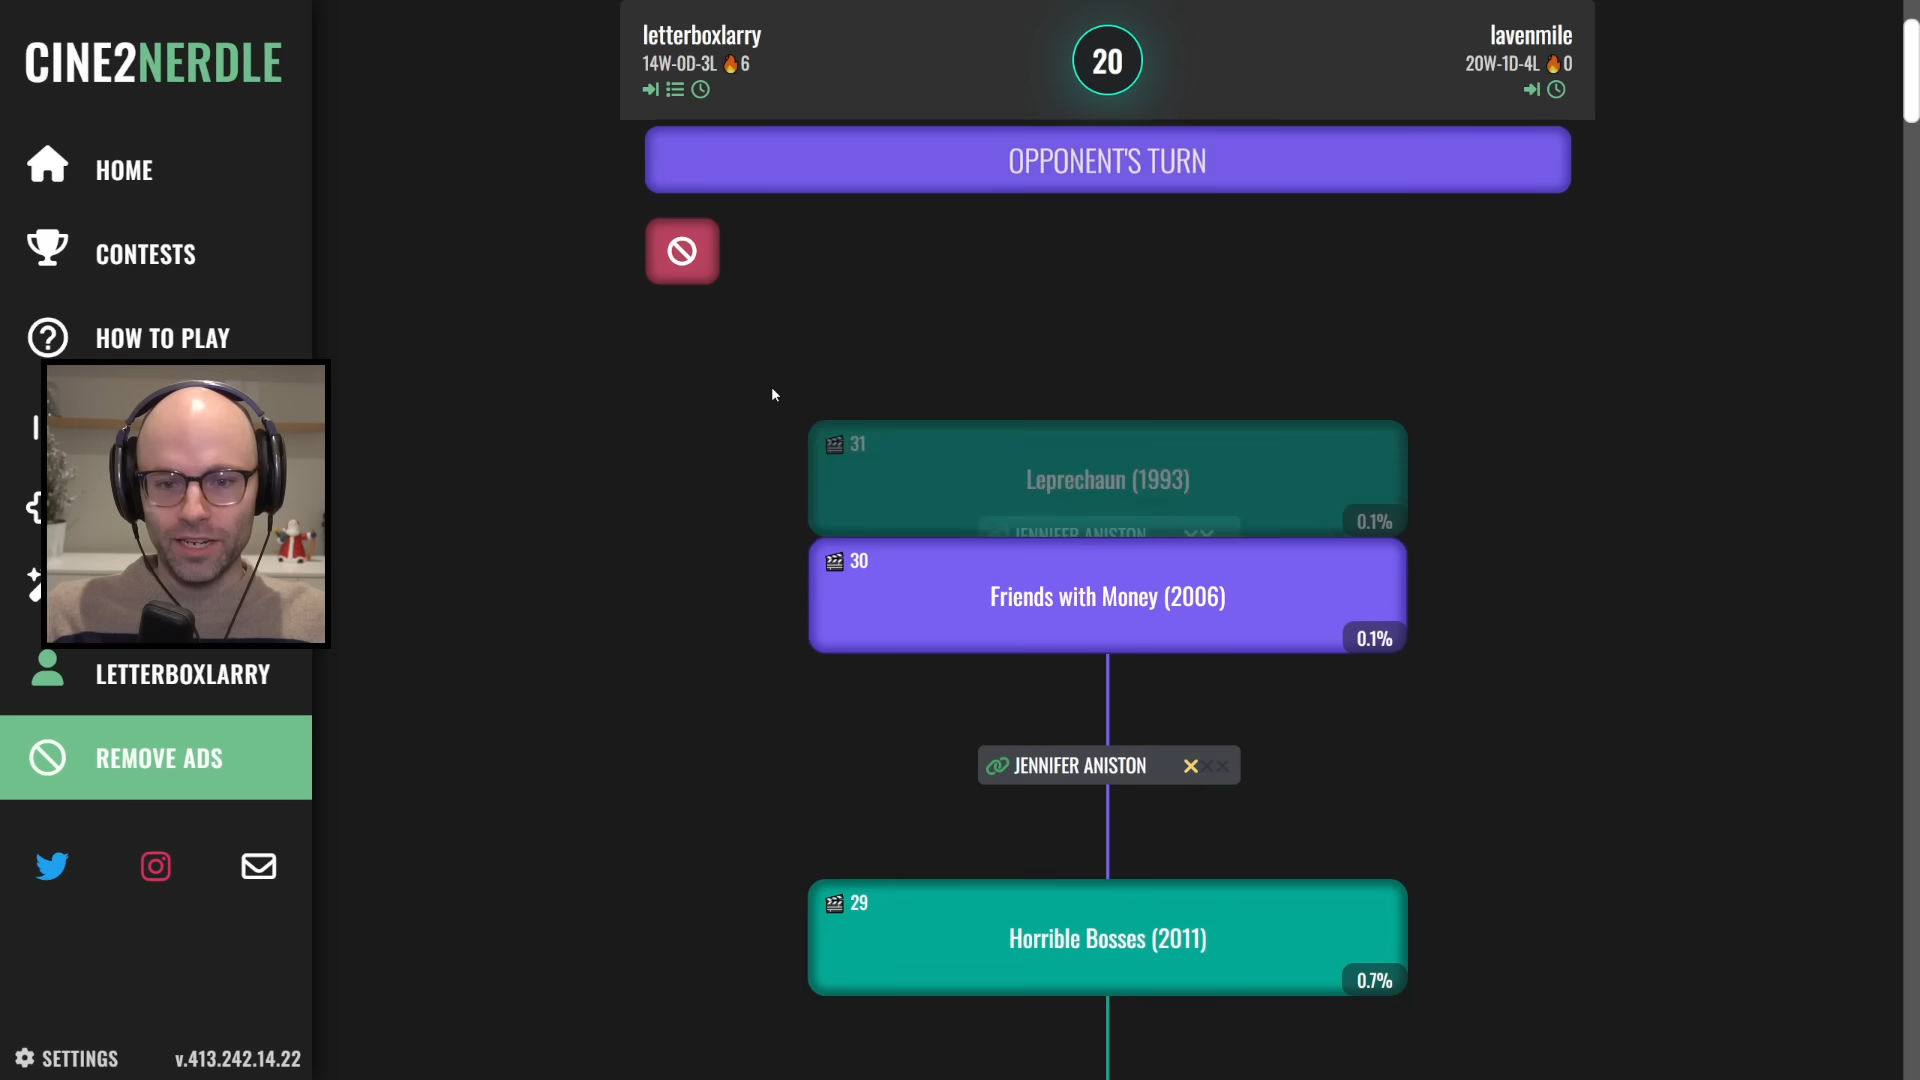 CINE2NERDLE
HOME
CONTESTS
HOW TO PLAY
LETTERBOXLARRY
REMOVE ADS
SETTINGS
v.413.242.14.22
letterboxlarry
14W-0D-3L 🔥6
20
lavenmile
20W-1D-4L 🔥0
OPPONENT'S TURN
31
Leprechaun (1993)
0.1%
JENNIFER ANISTON
30
Friends with Money (2006)
0.1%
JENNIFER ANISTON
29
Horrible Bosses (2011)
0.7%